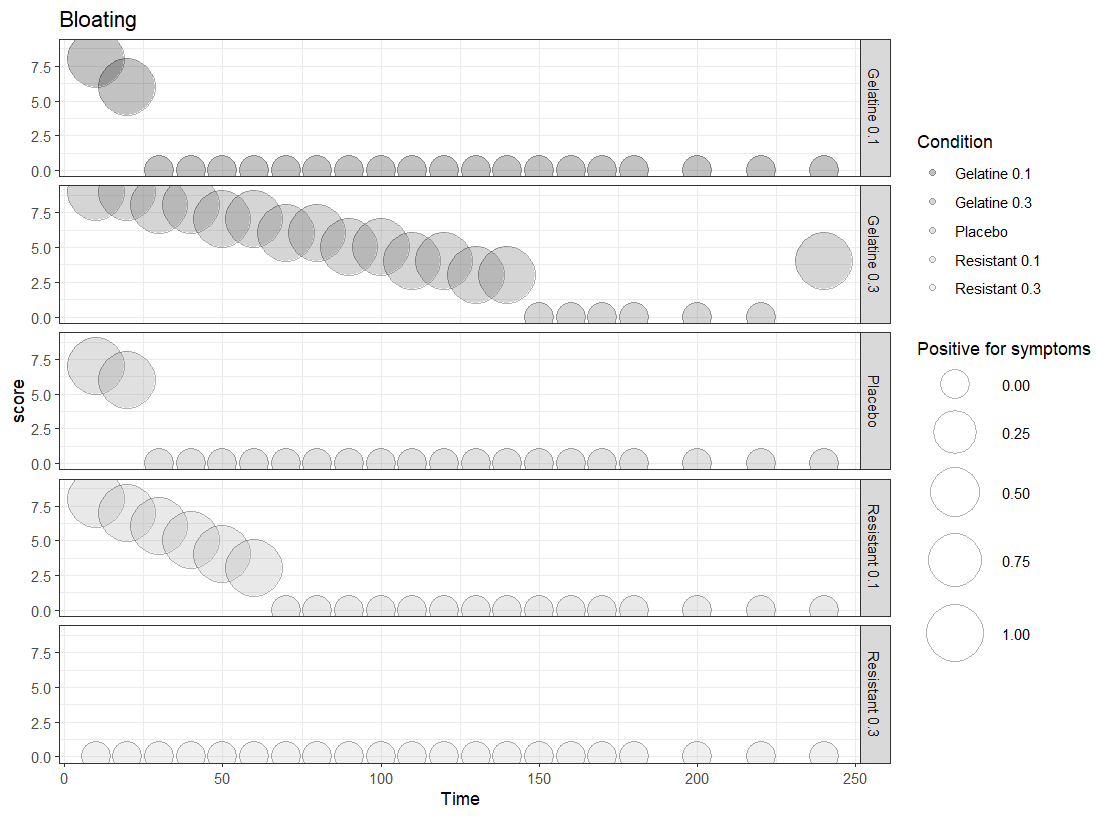 Bloating
7.5
5.0
2.5
0.0
Gelatine 0.1
7.5
5.0
2.5
0.0
Gelatine 0.3
7.5
5.0
2.5
0.0
Placebo
7.5
5.0
2.5
0.0
Resistant 0.1
7.5
5.0
2.5
0.0
Resistant 0.3
score
0
50
100
150
200
250
Time
Condition
Gelatine 0.1
Gelatine 0.3
Placebo
Resistant 0.1
Resistant 0.3
Positive for symptoms
0.00
0.25
0.50
0.75
1.00